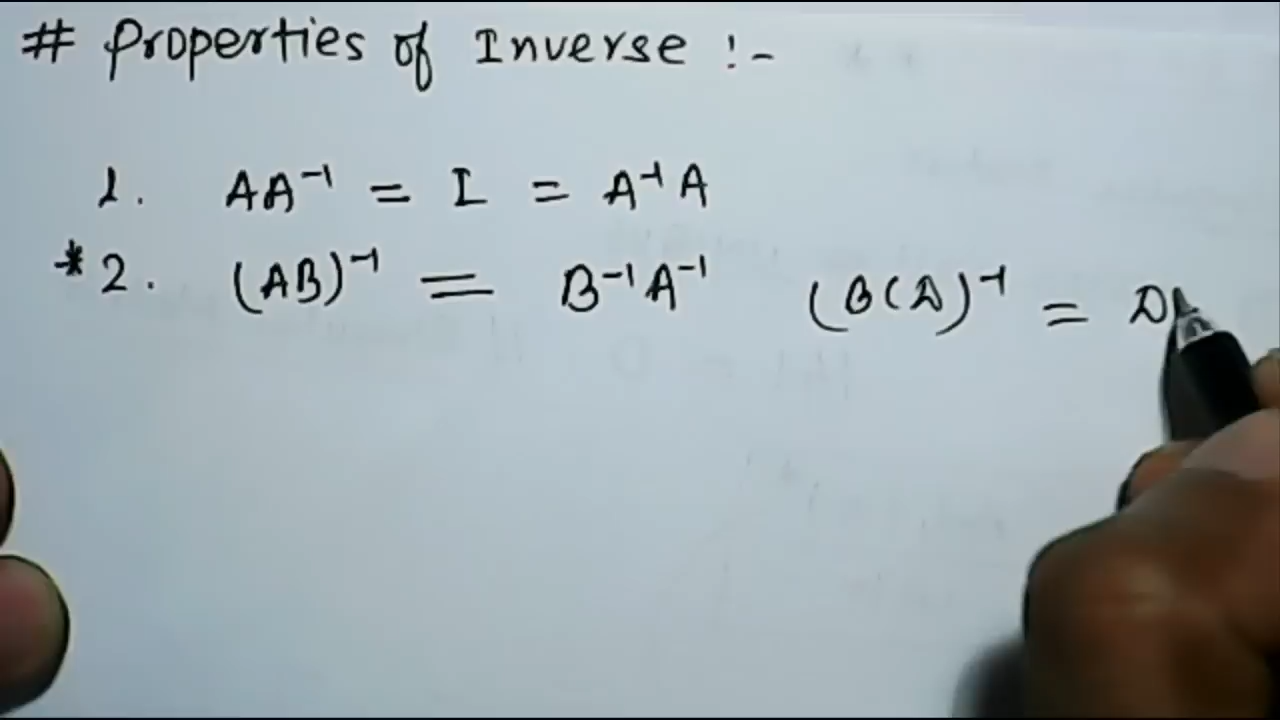 # Properties of Inverse :-
1. AA⁻¹ = I = A⁻¹A
*2. (AB)⁻¹ = B⁻¹A⁻¹ (BCD)⁻¹ = D